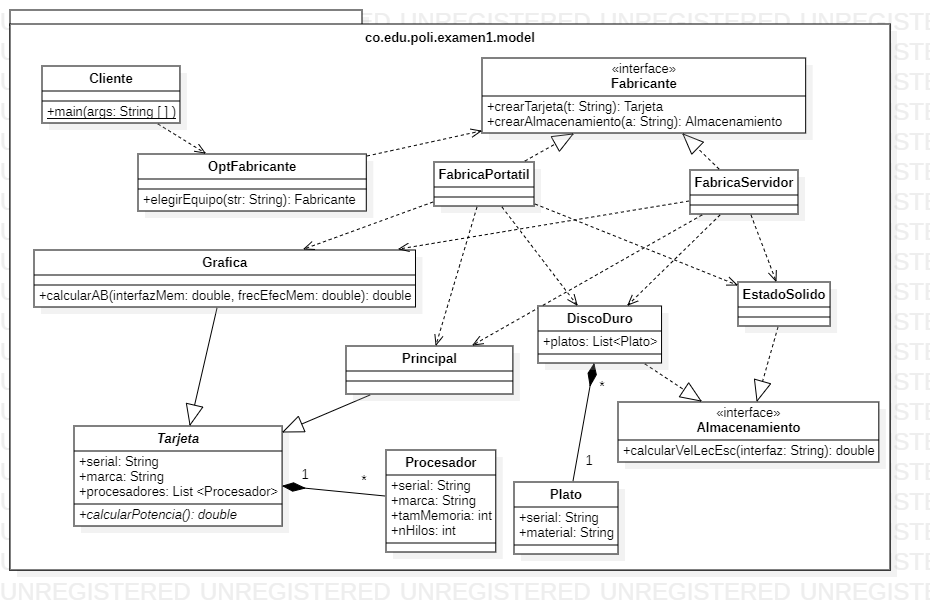 co.edu.poli.examen1.model
Cliente
+main(args: String [ ] )
«interface»
Fabricante
+crearTarjeta(t: String): Tarjeta
+crearAlmacenamiento(a: String): Almacenamiento
OptFabricante
+elegirEquipo(str: String): Fabricante
FabricaPortatil
FabricaServidor
Grafica
+calcularAB(interfazMem: double, frecEfecMem: double): double
EstadoSolido
DiscoDuro
+platos: List<Plato>
Principal
*
«interface»
Almacenamiento
+calcularVelLecEsc(interfaz: String): double
Tarjeta
+serial: String
+marca: String
+procesadores: List <Procesador>
+calcularPotencia(): double
1
*
Procesador
+serial: String
+marca: String
+tamMemoria: int
+nHilos: int
1
Plato
+serial: String
+material: String
UNREGISTERED UNREGISTERED UNREGISTERED UNREGISTERED UNREGISTERED